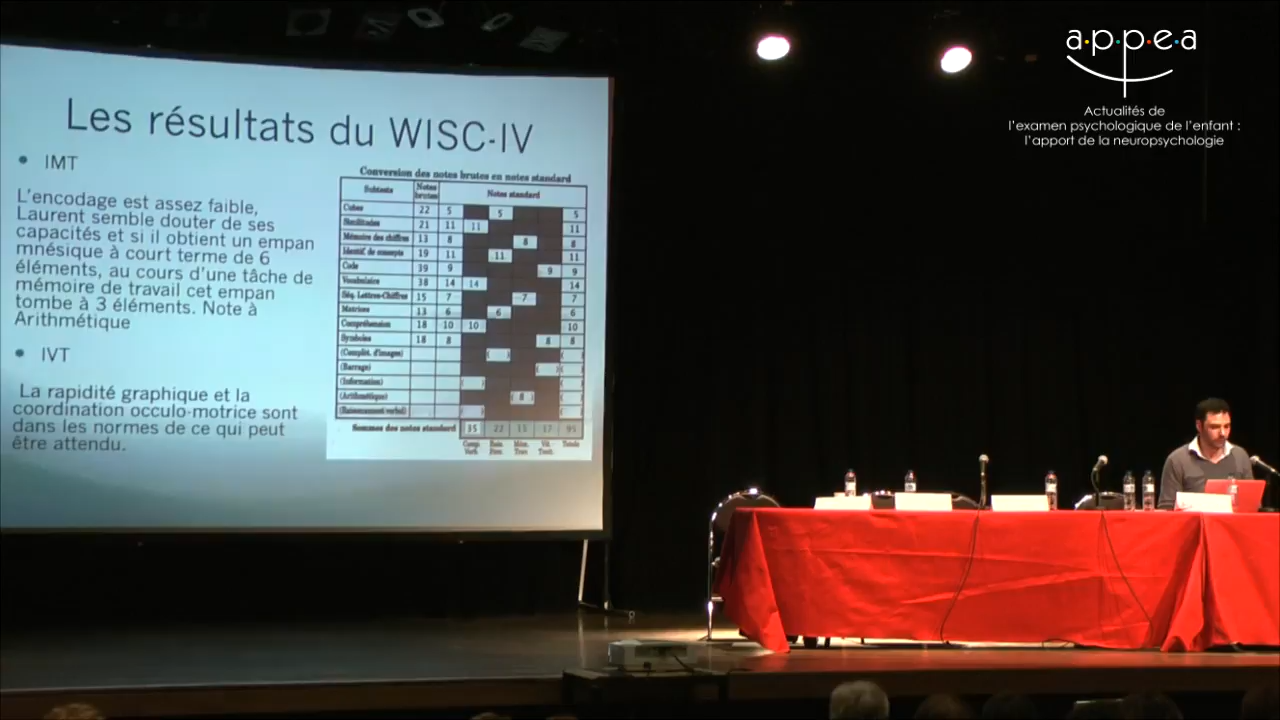 a·p·p·e·a
Actualités de
l'examen psychologique de l'enfant :
l'apport de la neuropsychologie
Les résultats du WISC-IV
• IMT
L'encodage est assez faible,
Laurent semble douter de ses
capacités et si il obtient un empan
mnésique à court terme de 6
éléments, au cours d'une tâche de
mémoire de travail cet empan
tombe à 3 éléments. Note à
Arithmétique
• IVT
La rapidité graphique et la
coordination occulo-motrice sont
dans les normes de ce qui peut
être attendu.
Conversion des notes brutes en notes standard
Subtests Notes brutes Notes standard
Cubes 22 5 5 5
Similitudes 21 11 11 11
Mémoire des chiffres 13 8 8 8
Identif. de concepts 19 11 11 11
Code 39 9 9 9
Vocabulaire 38 14 14 14
Séq. Lettres-Chiffres 15 7 7 7
Matrices 13 6 6 6
Compréhension 18 10 10 10
Symboles 18 8 8 8
(Complèt. d'images) ( ) ( )
(Barrage) ( ) ( )
(Information) ( ) ( )
(Arithmétique) ( 8 ) ( )
(Raisonnement verbal) ( ) ( )
Sommes des notes standard 35 22 15 17
Comp. Verb. Mém. Trav. Vit. Trait. Totale